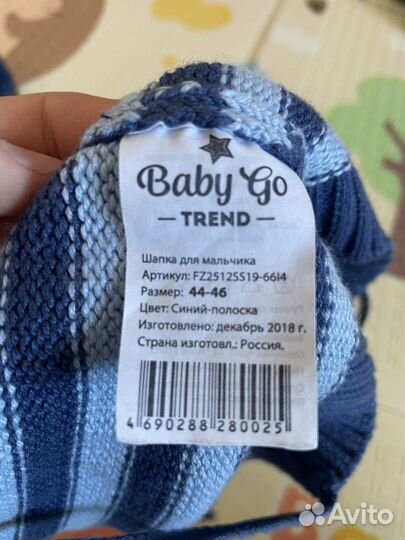 Baby Go
— TREND —
Шапка для мальчика
Артикул: FZ2512SS19-66I4
Размер: 44-46
Цвет: Синий-полоска
Изготовлено: декабрь 2018 г.
Страна изготовл.: Россия.
4 690288 280025
Avito